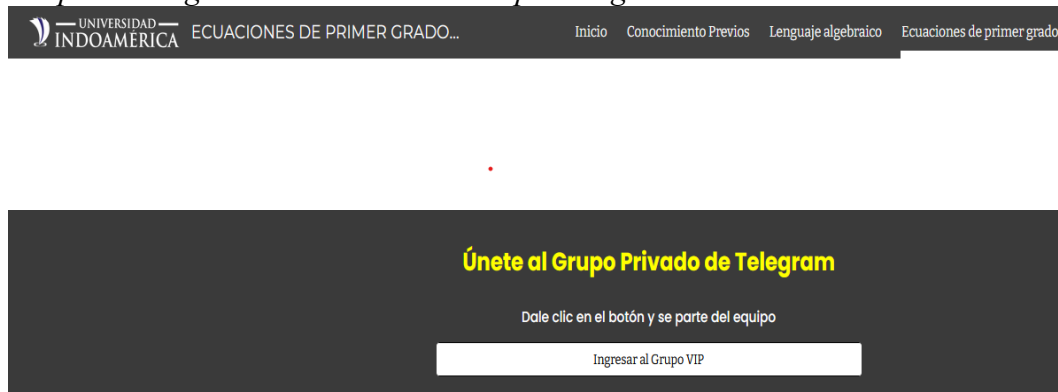 UNIVERSIDAD
INDOAMÉRICA
ECUACIONES DE PRIMER GRADO...
Inicio Conocimiento Previos Lenguaje algebraico Ecuaciones de primer grado
Únete al Grupo Privado de Telegram
Dale clic en el botón y se parte del equipo
Ingresar al Grupo VIP